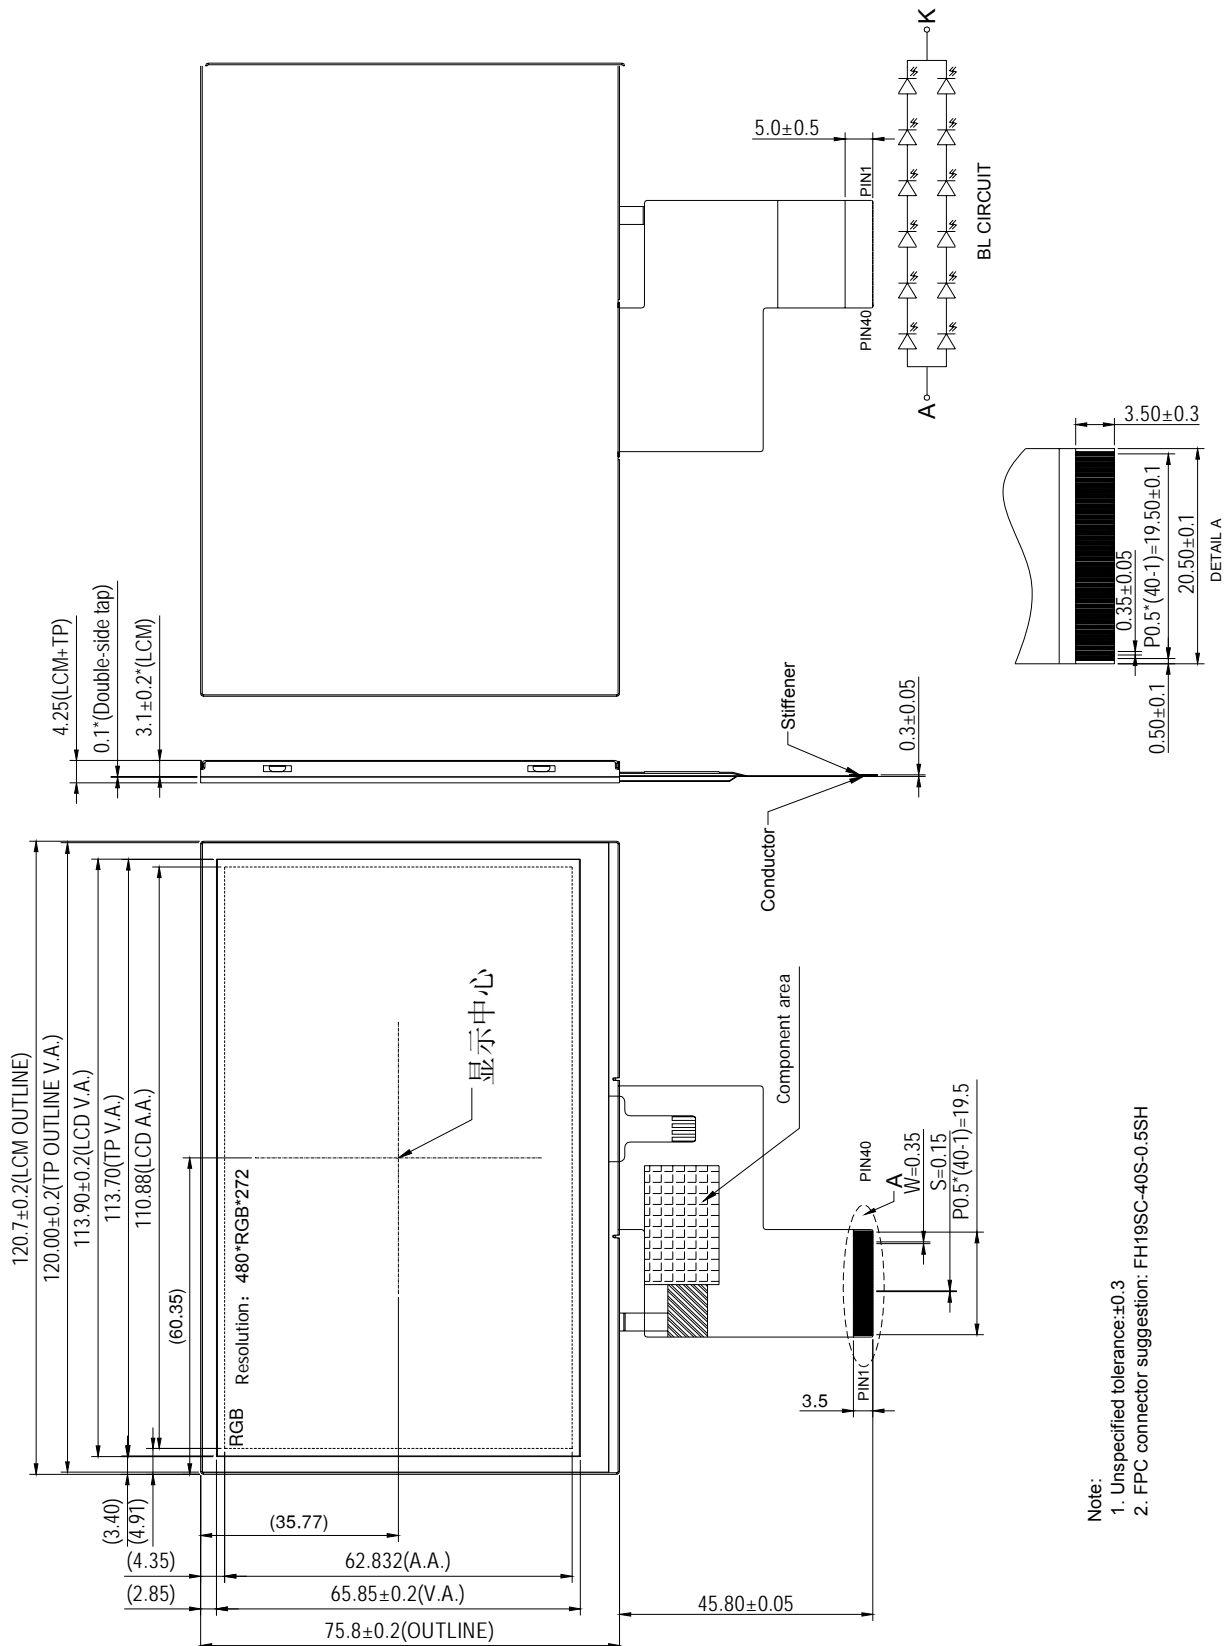 K
A
BL CIRCUIT
5.0±0.5
PIN1
PIN40
3.50±0.3
0.35±0.05
P0.5*(40-1)=19.50±0.1
20.50±0.1
0.50±0.1
DETAIL A
4.25(LCM+TP)
0.1*(Double-side tap)
3.1±0.2*(LCM)
Stiffener
0.3±0.05
Conductor
120.7±0.2(LCM OUTLINE)
120.00±0.2(TP OUTLINE V.A.)
113.90±0.2(LCD V.A.)
113.70(TP V.A.)
110.88(LCD A.A.)
(60.35)
RGB
Resolution: 480*RGB*272
显示中心
Component area
PIN40
A
W=0.35
S=0.15
P0.5*(40-1)=19.5
PIN1
3.5
(3.40)
(4.91)
(35.77)
(4.35)
62.832(A.A.)
(2.85)
65.85±0.2(V.A.)
75.8±0.2(OUTLINE)
45.80±0.05
Note:
1. Unspecified tolerance:±0.3
2. FPC connector suggestion: FH19SC-40S-0.5SH